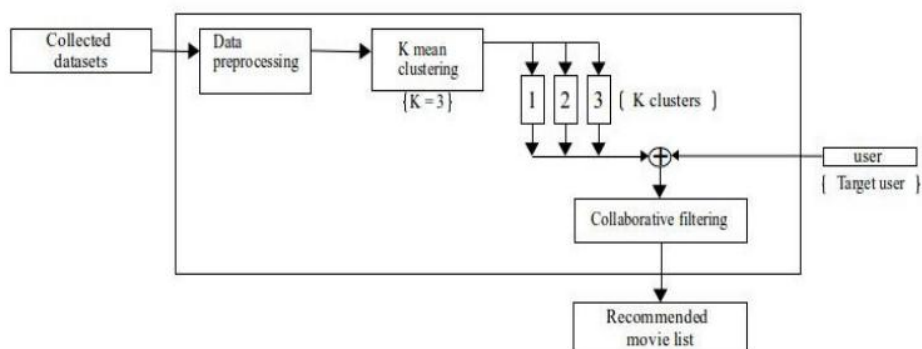 Collected
datasets
Data
preprocessing
K mean
clustering
{K = 3}
1 2 3 { K clusters }
+
user
{ Target user }
Collaborative filtering
Recommended
movie list